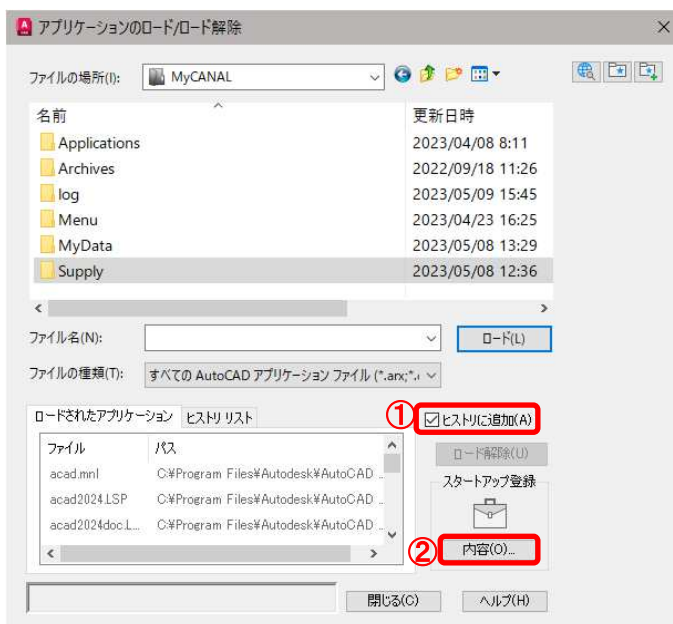 アプリケーションのロード/ロード解除
ファイルの場所(I): MyCANAL
名前 更新日時
Applications 2023/04/08 8:11
Archives 2022/09/18 11:26
log 2023/05/09 15:45
Menu 2023/04/23 16:25
MyData 2023/05/08 13:29
Supply 2023/05/08 12:36
ファイル名(N): ロード(L)
ファイルの種類(T): すべての AutoCAD アプリケーション ファイル (*.arx;*.
ロードされたアプリケーション ヒストリ リスト ① ヒストリに追加(A)
ファイル パス
ロード解除(U)
acad.mnl C:¥Program Files¥Autodesk¥AutoCAD ...
スタートアップ登録
acad2024.LSP C:¥Program Files¥Autodesk¥AutoCAD ...
acad2024doc.L... C:¥Program Files¥Autodesk¥AutoCAD ...
② 内容(O)...
閉じる(C) ヘルプ(H)